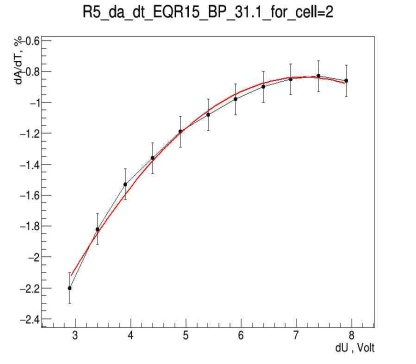 R5_da_dt_EQR15_BP_31.1_for_cell=2
dA/dT, %
−0.6
−0.8
−1
−1.2
−1.4
−1.6
−1.8
−2
−2.2
−2.4
3 4 5 6 7 8
dU , Volt